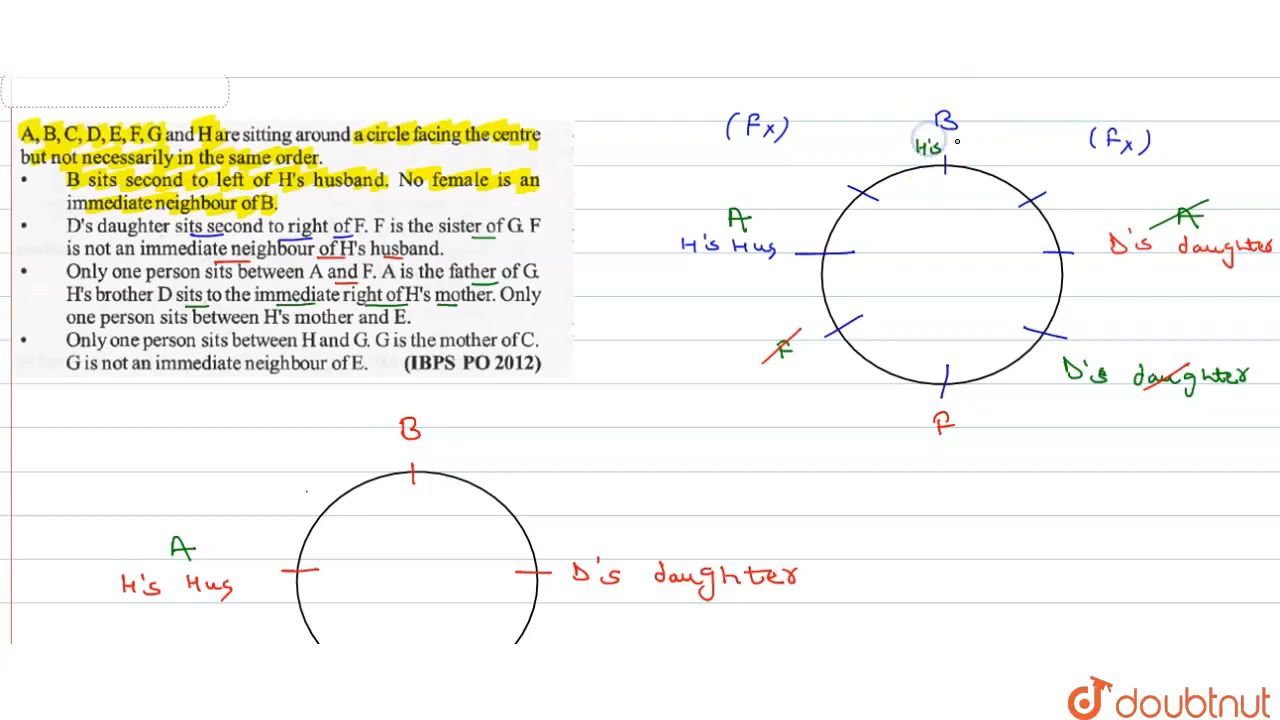 A, B, C, D, E, F, G and H are sitting around a circle facing the centre
but not necessarily in the same order.
• B sits second to left of H's husband. No female is an
immediate neighbour of B.
• D's daughter sits second to right of F. F is the sister of G. F
is not an immediate neighbour of H's husband.
• Only one person sits between A and F. A is the father of G.
H's brother D sits to the immediate right of H's mother. Only
one person sits between H's mother and E.
• Only one person sits between H and G. G is the mother of C.
G is not an immediate neighbour of E. (IBPS PO 2012)
(Fx)
B
H's
(Fx)
A
H's Hus
A
D's daughter
F
D's daughter
F
B
A
H's Hus
D's daughter
doubtnut